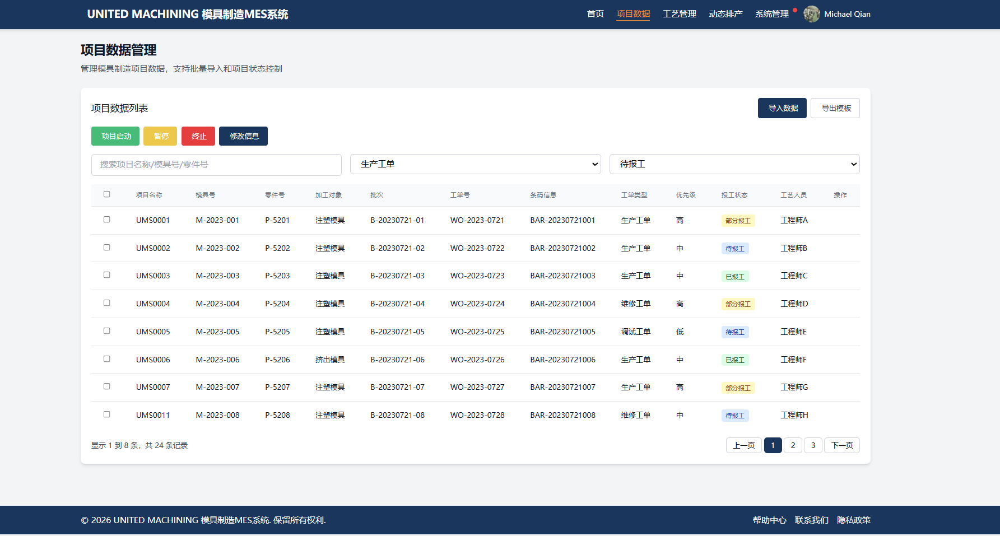 UNITED MACHINING 模具制造MES系统 首页 项目数据 工艺管理 动态排产 系统管理 Michael Qian
项目数据管理
管理模具制造项目数据，支持批量导入和项目状态控制
项目数据列表 导入数据 导出模板
项目启动 暂停 终止 修改信息
搜索项目名称/模具号/零件号 生产工单 待报工
项目名称 模具号 零件号 加工对象 批次 工单号 条码信息 工单类型 优先级 报工状态 工艺人员 操作
UMS0001 M-2023-001 P-5201 注塑模具 B-20230721-01 WO-2023-0721 BAR-20230721001 生产工单 高 部分报工 工程师A
UMS0002 M-2023-002 P-5202 注塑模具 B-20230721-02 WO-2023-0722 BAR-20230721002 生产工单 中 待报工 工程师B
UMS0003 M-2023-003 P-5203 注塑模具 B-20230721-03 WO-2023-0723 BAR-20230721003 生产工单 中 已报工 工程师C
UMS0004 M-2023-004 P-5204 注塑模具 B-20230721-04 WO-2023-0724 BAR-20230721004 维修工单 高 部分报工 工程师D
UMS0005 M-2023-005 P-5205 注塑模具 B-20230721-05 WO-2023-0725 BAR-20230721005 调试工单 低 待报工 工程师E
UMS0006 M-2023-006 P-5206 挤出模具 B-20230721-06 WO-2023-0726 BAR-20230721006 生产工单 中 已报工 工程师F
UMS0007 M-2023-007 P-5207 注塑模具 B-20230721-07 WO-2023-0727 BAR-20230721007 生产工单 高 部分报工 工程师G
UMS0011 M-2023-008 P-5208 注塑模具 B-20230721-08 WO-2023-0728 BAR-20230721008 维修工单 中 待报工 工程师H
显示 1 到 8 条，共 24 条记录 上一页 1 2 3 下一页
© 2026 UNITED MACHINING 模具制造MES系统. 保留所有权利. 帮助中心 联系我们 隐私政策